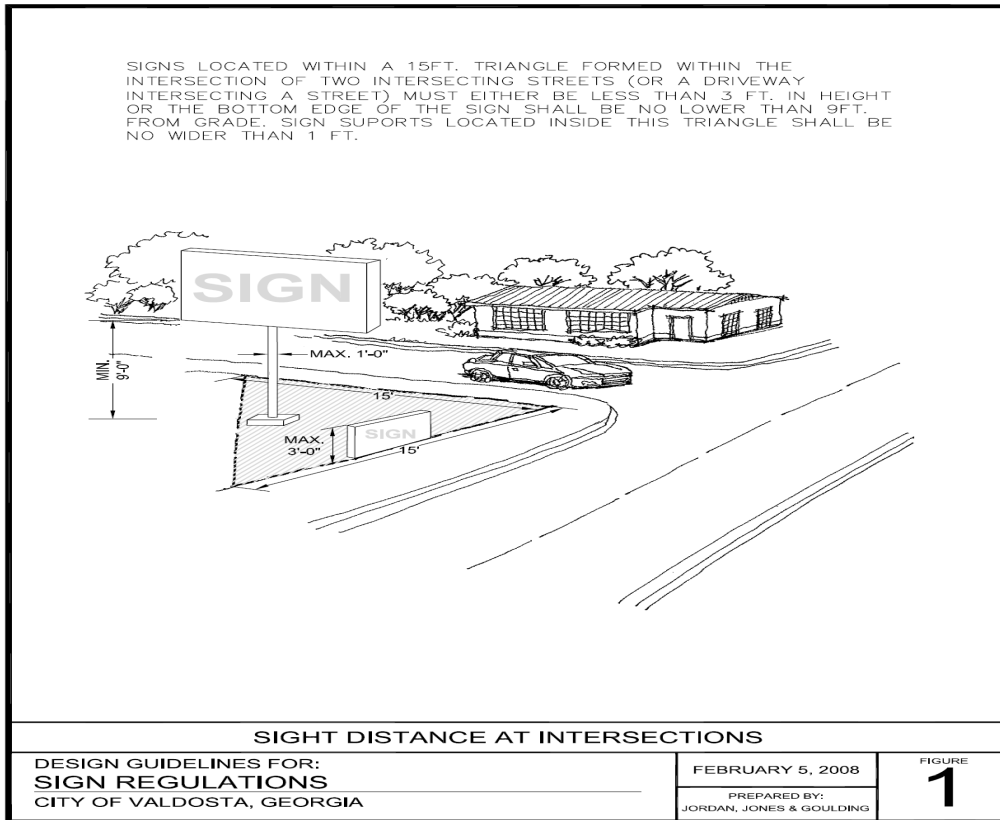 SIGNS LOCATED WITHIN A 15FT. TRIANGLE FORMED WITHIN THE
INTERSECTION OF TWO INTERSECTING STREETS (OR A DRIVEWAY
INTERSECTING A STREET) MUST EITHER BE LESS THAN 3 FT. IN HEIGHT
OR THE BOTTOM EDGE OF THE SIGN SHALL BE NO LOWER THAN 9FT.
FROM GRADE. SIGN SUPORTS LOCATED INSIDE THIS TRIANGLE SHALL BE
NO WIDER THAN 1 FT.
SIGN
MAX. 1'-0"
MIN.
9'-0"
15'
SIGN
MAX.
3'-0"
15'
SIGHT DISTANCE AT INTERSECTIONS
DESIGN GUIDELINES FOR:
SIGN REGULATIONS
CITY OF VALDOSTA, GEORGIA
FEBRUARY 5, 2008
PREPARED BY:
JORDAN, JONES & GOULDING
FIGURE
1